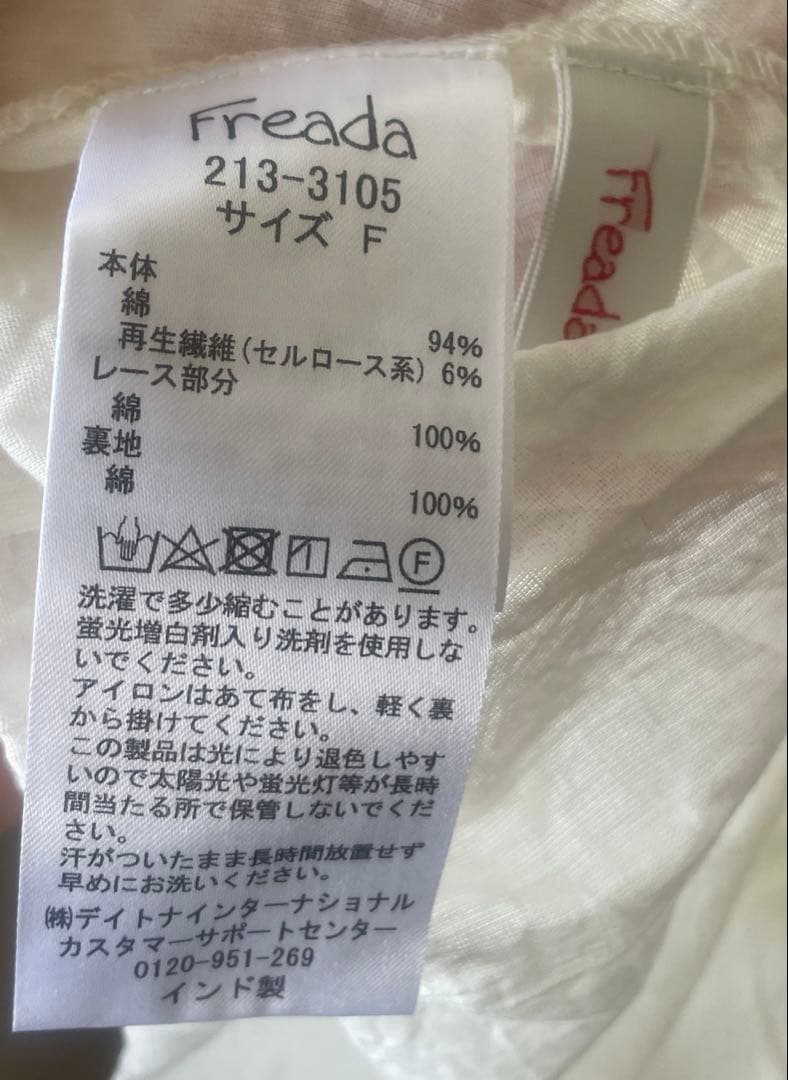 Freada
213-3105
サイズ F
本体
綿 94%
再生繊維(セルロース系) 6%
レース部分
綿 100%
裏地
綿 100%
F
洗濯で多少縮むことがあります。
蛍光増白剤入り洗剤を使用しな
いでください。
アイロンはあて布をし、軽く裏
から掛けてください。
この製品は光により退色しやす
いので太陽光や蛍光灯等が長時
間当たる所で保管しないでくだ
さい。
汗がついたまま長時間放置せず
早めにお洗いください。
㈱デイトナインターナショナル
カスタマーサポートセンター
0120-951-269
インド製
Freada